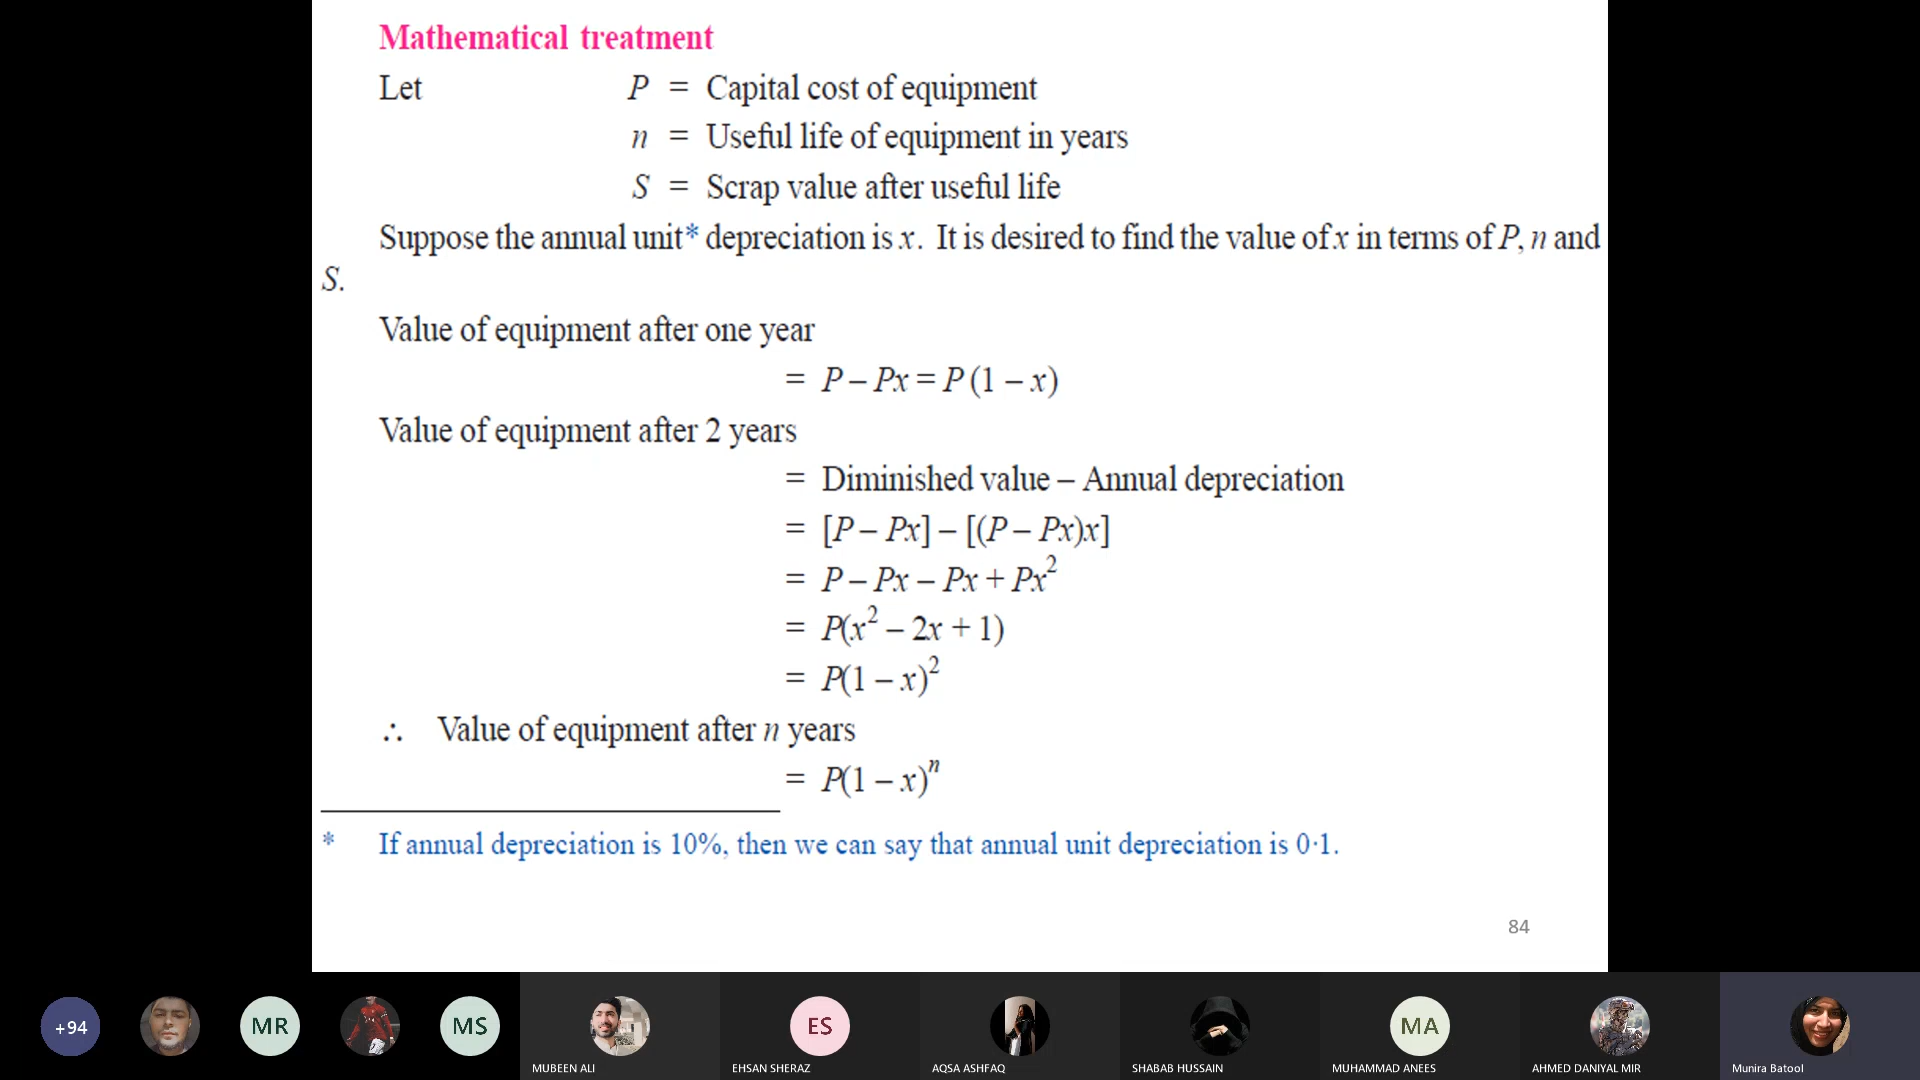 Mathematical treatment
Let P = Capital cost of equipment
n = Useful life of equipment in years
S = Scrap value after useful life
Suppose the annual unit* depreciation is x. It is desired to find the value of x in terms of P, n and
S.
Value of equipment after one year
= P – Px = P (1 – x)
Value of equipment after 2 years
= Diminished value – Annual depreciation
= [P – Px] – [(P – Px)x]
= P – Px – Px + Px²
= P(x² – 2x + 1)
= P(1 – x)²
∴ Value of equipment after n years
= P(1 – x)ⁿ
* If annual depreciation is 10%, then we can say that annual unit depreciation is 0·1.
84
+94 MR MS ES MA
MUBEEN ALI EHSAN SHERAZ AQSA ASHFAQ SHABAB HUSSAIN MUHAMMAD ANEES AHMED DANIYAL MIR Munira Batool